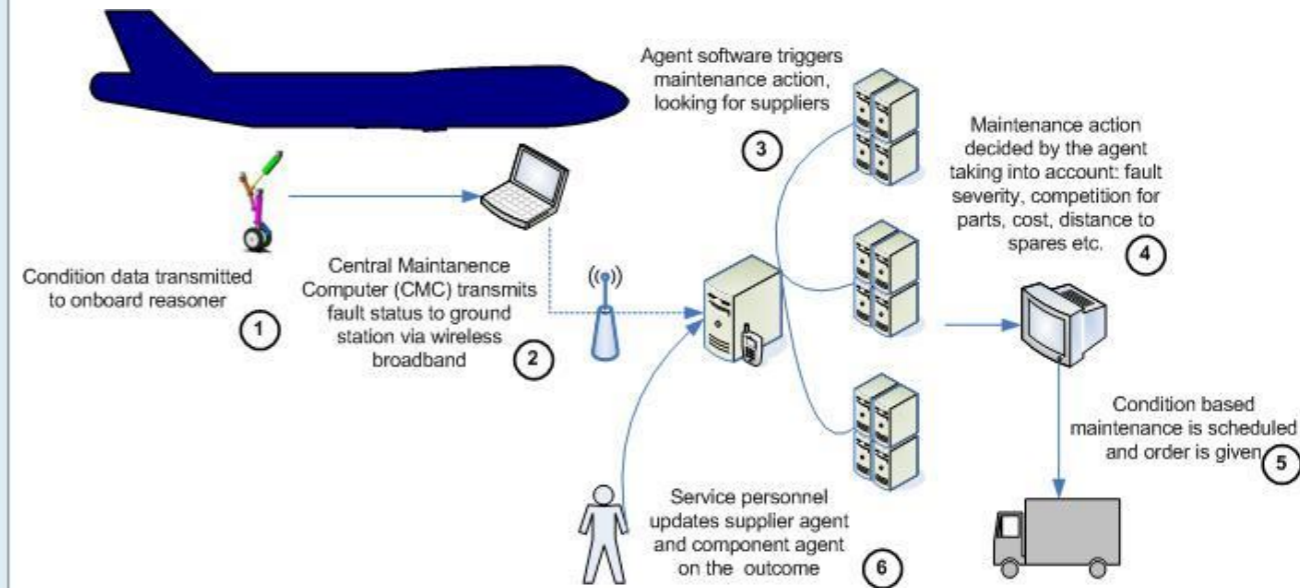 Condition data transmitted
to onboard reasoner
1
Central Maintanence
Computer (CMC) transmits
fault status to ground
station via wireless
broadband
2
Agent software triggers
maintenance action,
looking for suppliers
3
Maintenance action
decided by the agent
taking into account: fault
severity, competition for
parts, cost, distance to
spares etc.
4
Condition based
maintenance is scheduled
and order is given
5
Service personnel
updates supplier agent
and component agent
on the outcome
6